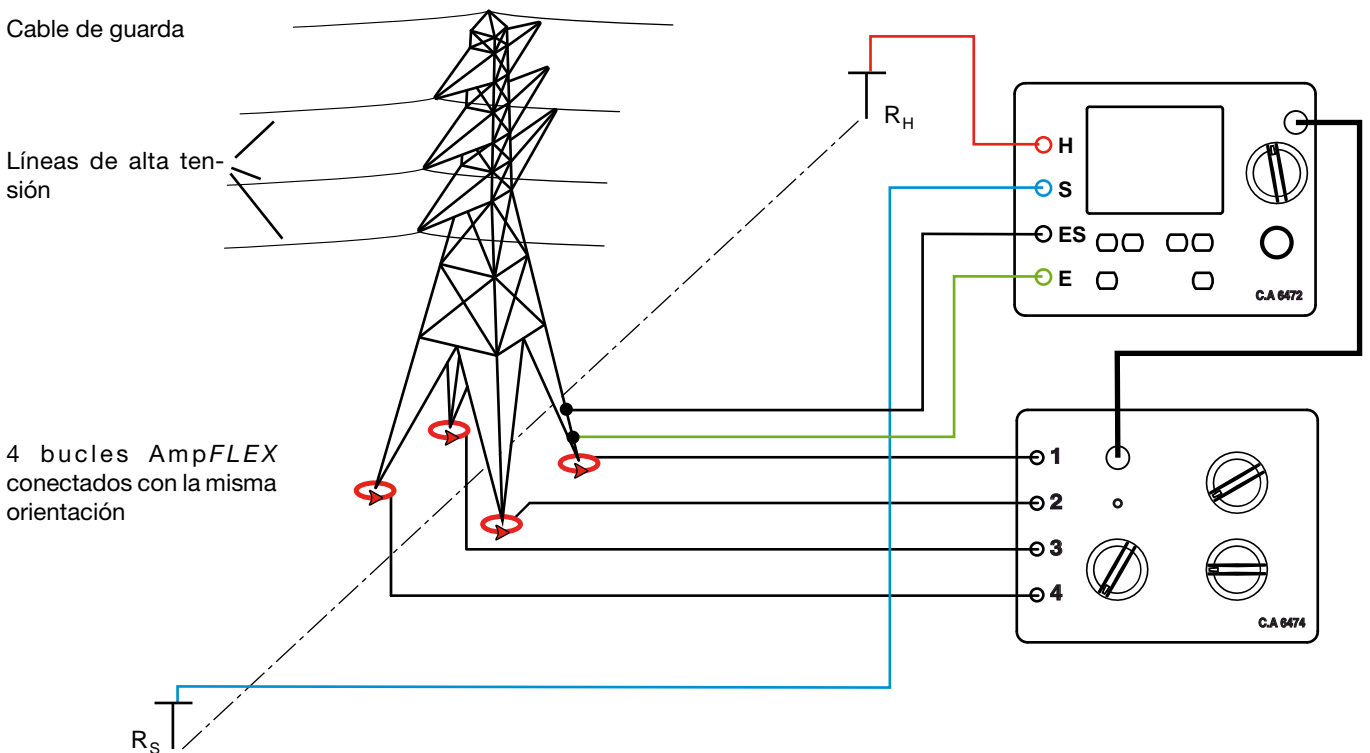 Cable de guarda
Líneas de alta ten-
sión
4 bucles AmpFLEX
conectados con la misma
orientación
R_H
R_S
H
S
ES
E
C.A 6472
1
2
3
4
C.A 6474